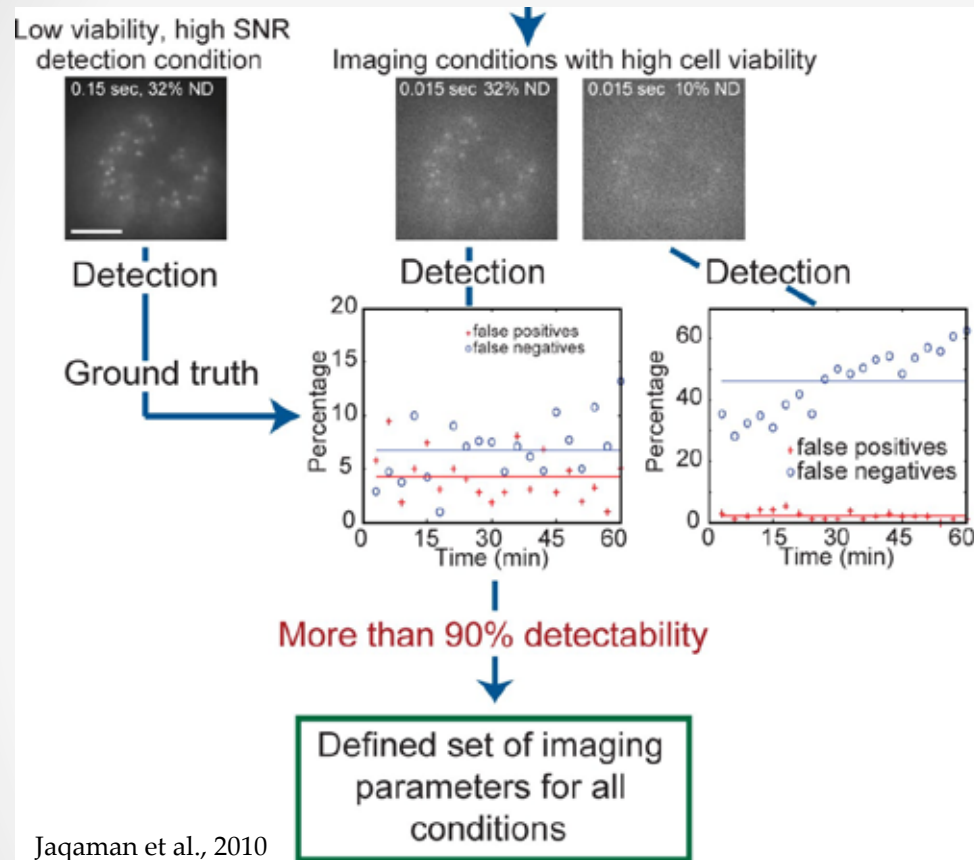 Low viability, high SNR
detection condition
Imaging conditions with high cell viability
0.15 sec, 32% ND
0.015 sec 32% ND
0.015 sec 10% ND
Detection
Detection
Detection
Ground truth
20
15
10
5
0
Percentage
+false positives
○false negatives
0
15
30
45
60
Time (min)
60
40
20
0
Percentage
+ false positives
○ false negatives
0
15
30
45
60
Time (min)
More than 90% detectability
Defined set of imaging
parameters for all
conditions
Jaqaman et al., 2010